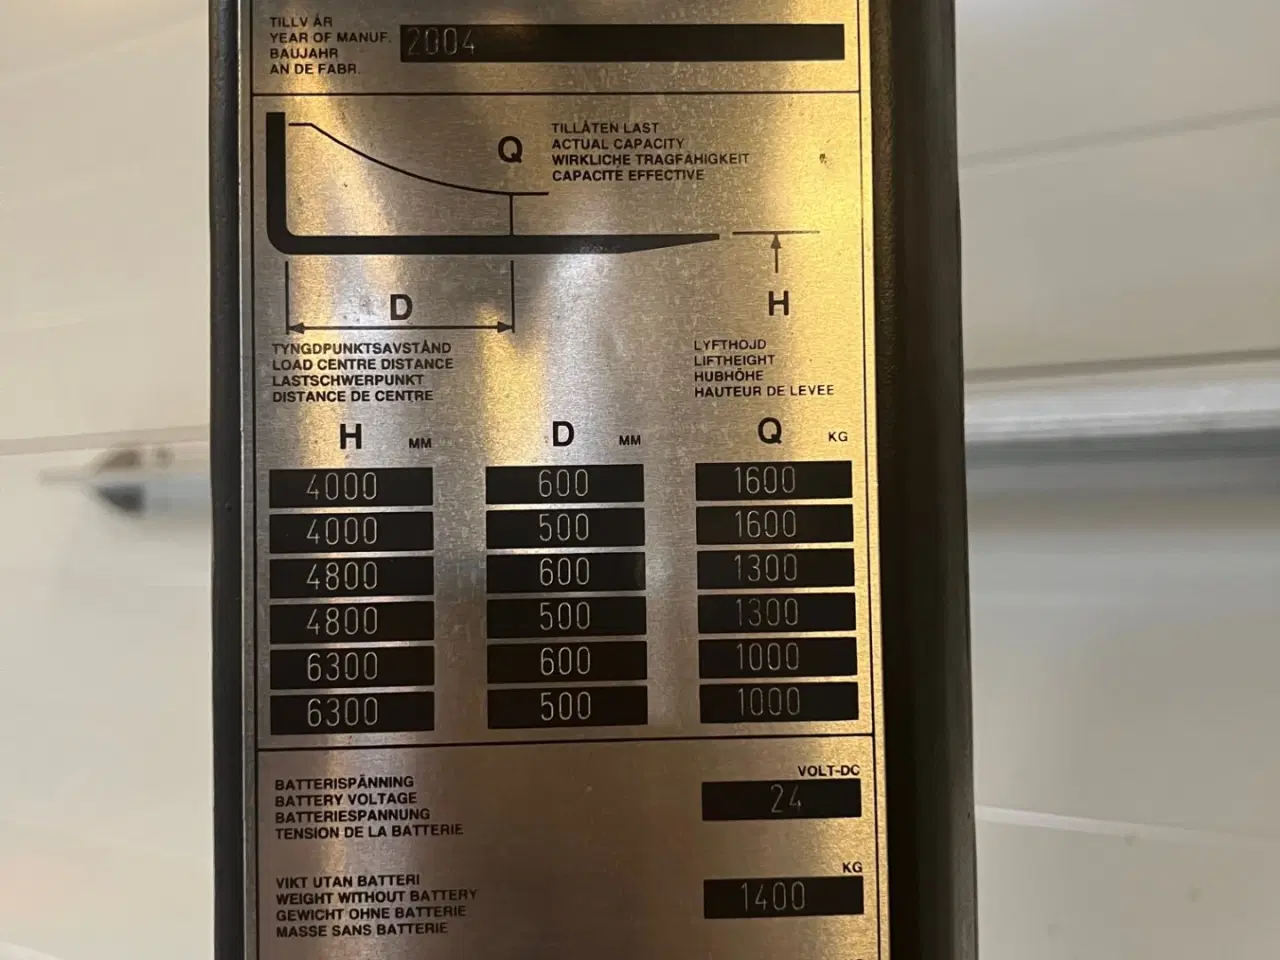 TILLV ÅR
YEAR OF MANUF.
BAUJAHR
AN DE FABR.
2004
Q
TILLÅTEN LAST
ACTUAL CAPACITY
WIRKLICHE TRAGFÄHIGKEIT
CAPACITE EFFECTIVE
D
H
TYNGDPUNKTSAVSTÅND
LOAD CENTRE DISTANCE
LASTSCHWERPUNKT
DISTANCE DE CENTRE
LYFTHÖJD
LIFTHEIGHT
HUBHÖHE
HAUTEUR DE LEVEE
H MM D MM Q KG
4000 600 1600
4000 500 1600
4800 600 1300
4800 500 1300
6300 600 1000
6300 500 1000
BATTERISPÄNNING
BATTERY VOLTAGE
BATTERIESPANNUNG
TENSION DE LA BATTERIE
VOLT-DC
24
VIKT UTAN BATTERI
WEIGHT WITHOUT BATTERY
GEWICHT OHNE BATTERIE
MASSE SANS BATTERIE
KG
1400